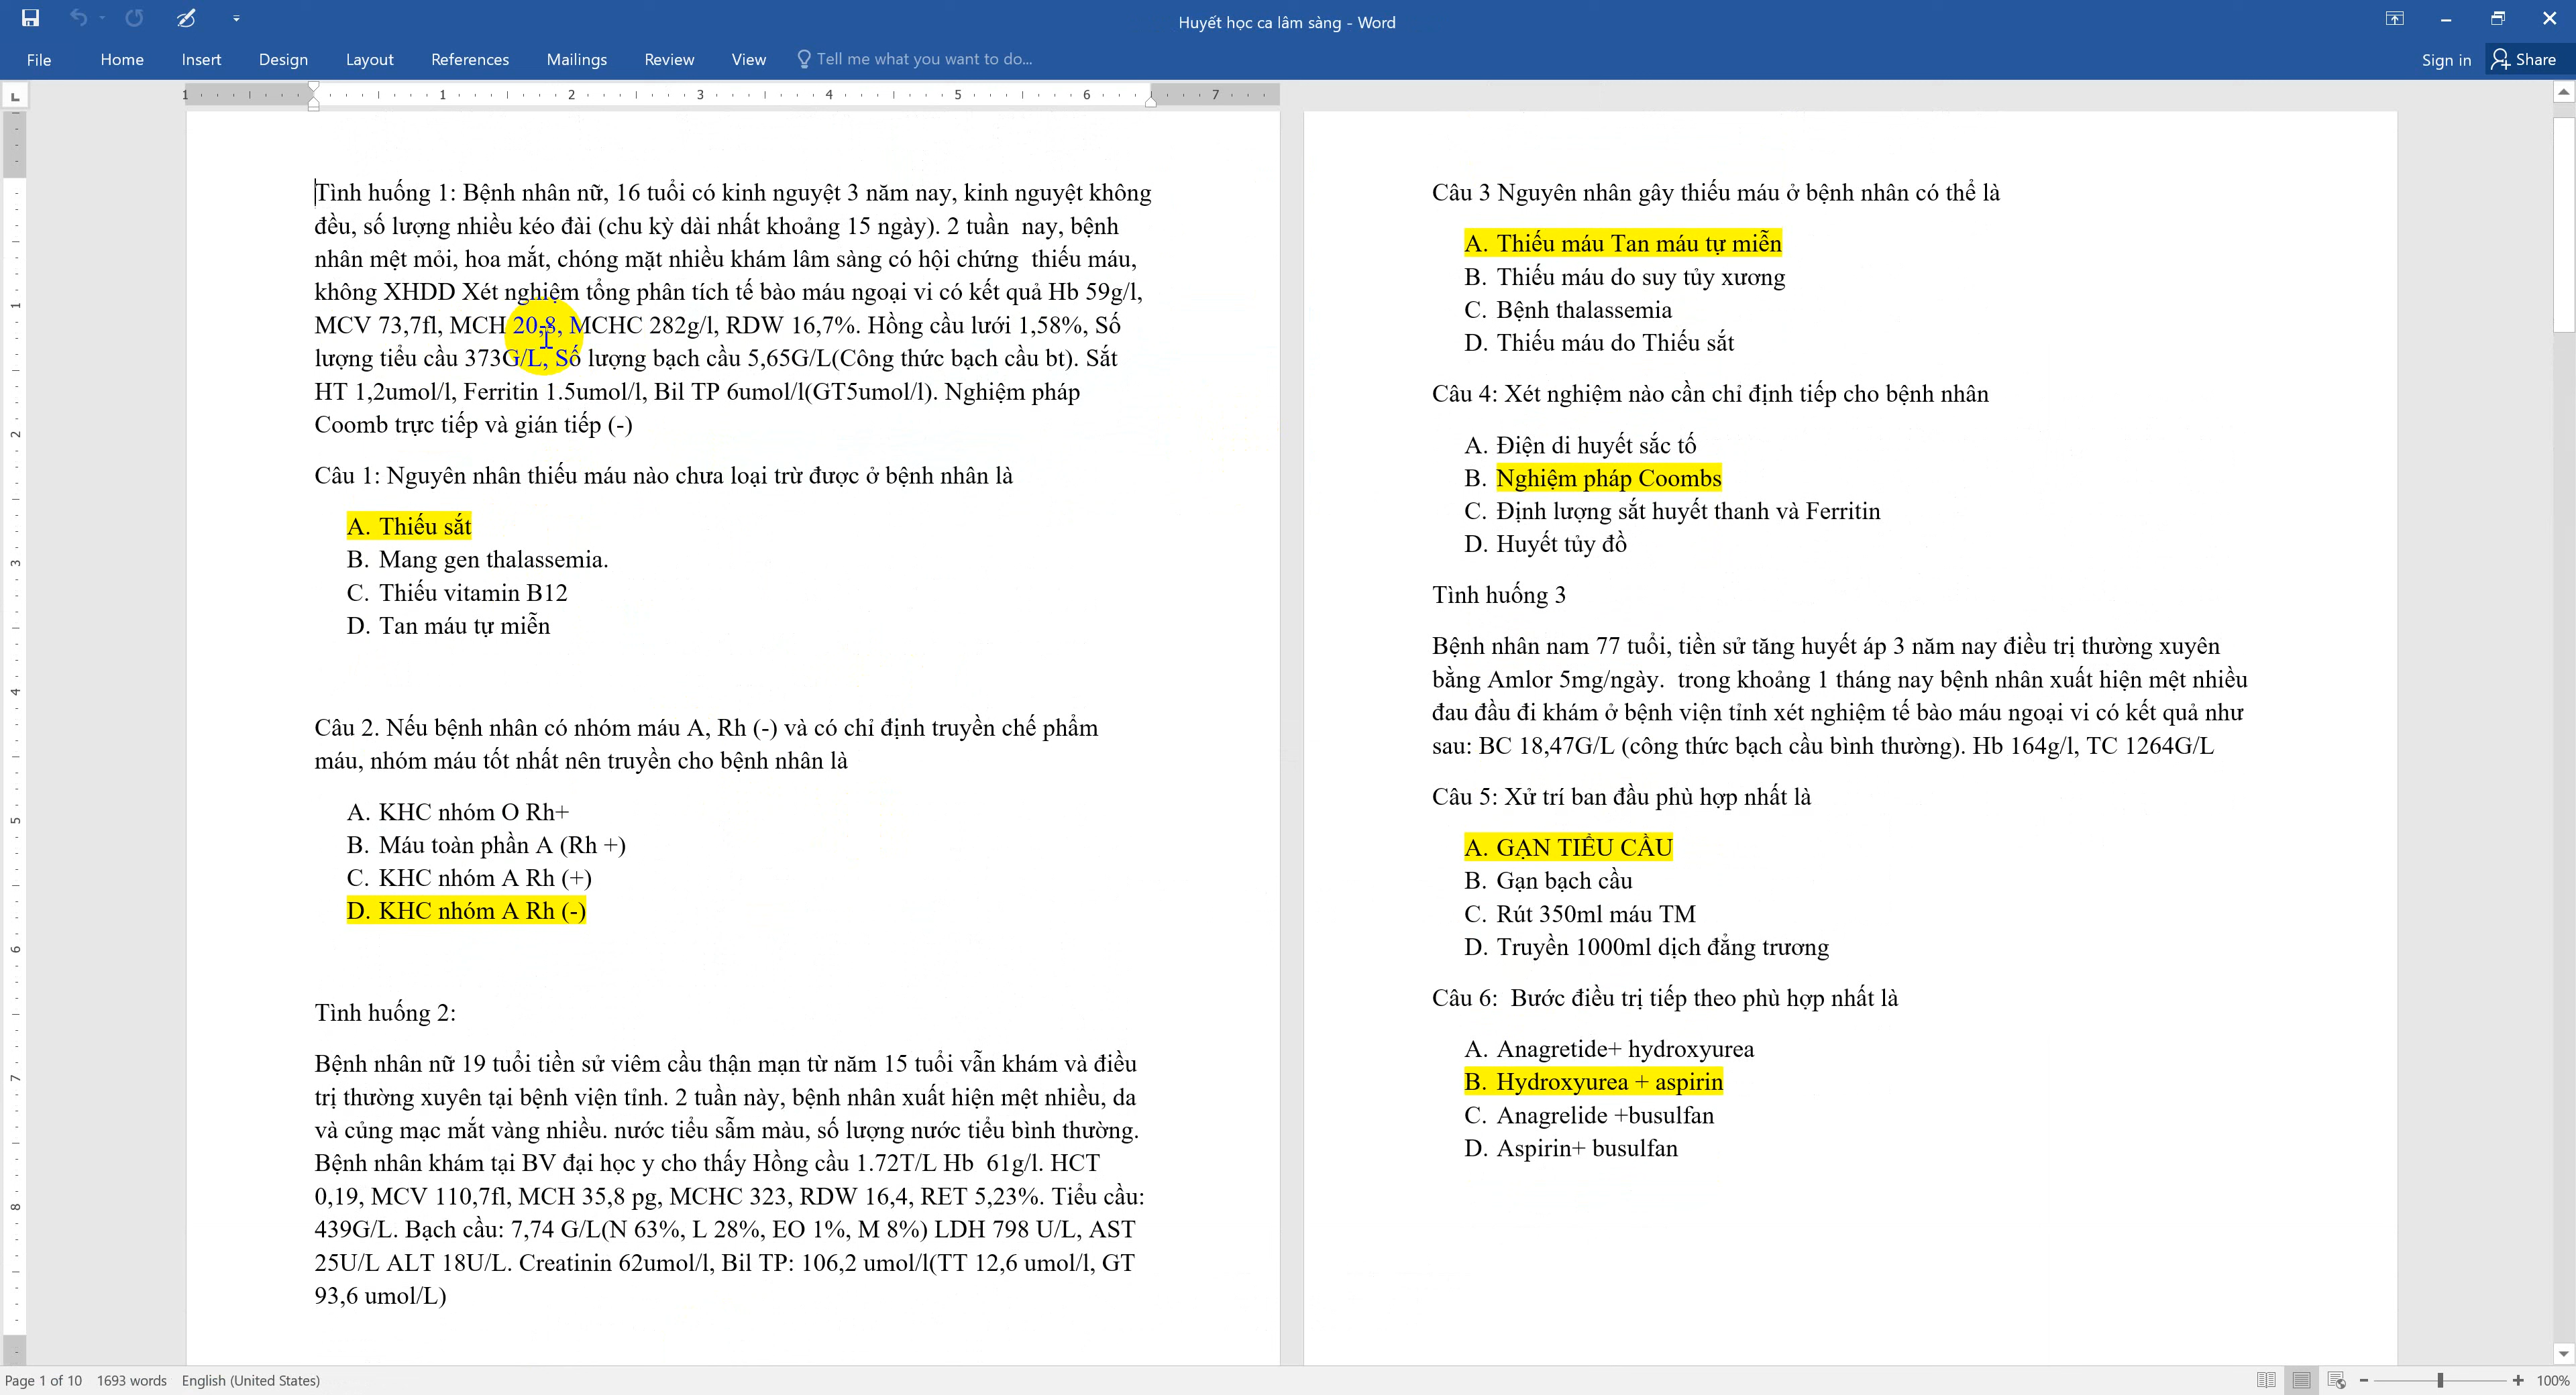 Huyết học ca lâm sàng - Word
File Home Insert Design Layout References Mailings Review View Tell me what you want to do... Sign in Share
1 1 2 3 4 5 6 7
Tình huống 1: Bệnh nhân nữ, 16 tuổi có kinh nguyệt 3 năm nay, kinh nguyệt không
đều, số lượng nhiều kéo đài (chu kỳ dài nhất khoảng 15 ngày). 2 tuần nay, bệnh
nhân mệt mỏi, hoa mắt, chóng mặt nhiều khám lâm sàng có hội chứng thiếu máu,
không XHDD Xét nghiệm tổng phân tích tế bào máu ngoại vi có kết quả Hb 59g/l,
MCV 73,7fl, MCH 20,8, MCHC 282g/l, RDW 16,7%. Hồng cầu lưới 1,58%, Số
lượng tiểu cầu 373G/L, Số lượng bạch cầu 5,65G/L(Công thức bạch cầu bt). Sắt
HT 1,2umol/l, Ferritin 1.5umol/l, Bil TP 6umol/l(GT5umol/l). Nghiệm pháp
Coomb trực tiếp và gián tiếp (-)
Câu 1: Nguyên nhân thiếu máu nào chưa loại trừ được ở bệnh nhân là
A. Thiếu sắt
B. Mang gen thalassemia.
C. Thiếu vitamin B12
D. Tan máu tự miễn
Câu 2. Nếu bệnh nhân có nhóm máu A, Rh (-) và có chỉ định truyền chế phẩm
máu, nhóm máu tốt nhất nên truyền cho bệnh nhân là
A. KHC nhóm O Rh+
B. Máu toàn phần A (Rh +)
C. KHC nhóm A Rh (+)
D. KHC nhóm A Rh (-)
Tình huống 2:
Bệnh nhân nữ 19 tuổi tiền sử viêm cầu thận mạn từ năm 15 tuổi vẫn khám và điều
trị thường xuyên tại bệnh viện tỉnh. 2 tuần này, bệnh nhân xuất hiện mệt nhiều, da
và củng mạc mắt vàng nhiều. nước tiểu sẫm màu, số lượng nước tiểu bình thường.
Bệnh nhân khám tại BV đại học y cho thấy Hồng cầu 1.72T/L Hb 61g/l. HCT
0,19, MCV 110,7fl, MCH 35,8 pg, MCHC 323, RDW 16,4, RET 5,23%. Tiểu cầu:
439G/L. Bạch cầu: 7,74 G/L(N 63%, L 28%, EO 1%, M 8%) LDH 798 U/L, AST
25U/L ALT 18U/L. Creatinin 62umol/l, Bil TP: 106,2 umol/l(TT 12,6 umol/l, GT
93,6 umol/L)
Câu 3 Nguyên nhân gây thiếu máu ở bệnh nhân có thể là
A. Thiếu máu Tan máu tự miễn
B. Thiếu máu do suy tủy xương
C. Bệnh thalassemia
D. Thiếu máu do Thiếu sắt
Câu 4: Xét nghiệm nào cần chỉ định tiếp cho bệnh nhân
A. Điện di huyết sắc tố
B. Nghiệm pháp Coombs
C. Định lượng sắt huyết thanh và Ferritin
D. Huyết tủy đồ
Tình huống 3
Bệnh nhân nam 77 tuổi, tiền sử tăng huyết áp 3 năm nay điều trị thường xuyên
bằng Amlor 5mg/ngày. trong khoảng 1 tháng nay bệnh nhân xuất hiện mệt nhiều
đau đầu đi khám ở bệnh viện tỉnh xét nghiệm tế bào máu ngoại vi có kết quả như
sau: BC 18,47G/L (công thức bạch cầu bình thường). Hb 164g/l, TC 1264G/L
Câu 5: Xử trí ban đầu phù hợp nhất là
A. GẠN TIỂU CẦU
B. Gạn bạch cầu
C. Rút 350ml máu TM
D. Truyền 1000ml dịch đẳng trương
Câu 6: Bước điều trị tiếp theo phù hợp nhất là
A. Anagretide+ hydroxyurea
B. Hydroxyurea + aspirin
C. Anagrelide +busulfan
D. Aspirin+ busulfan
1
2
3
4
5
6
7
8
Page 1 of 10 1693 words English (United States) 100%